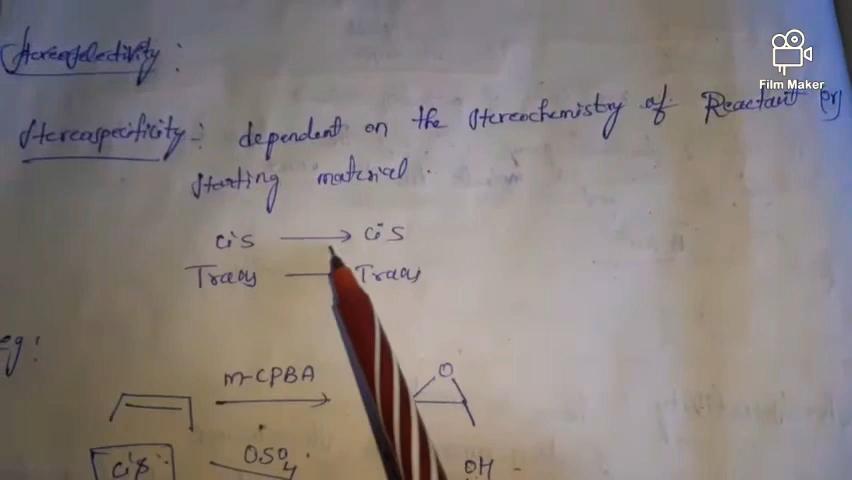 Stereoselectivity :
Film Maker
Stereospecificity :- dependent on the stereochemistry of Reactant or
starting material.
cis → cis
Trans → Trans
eg:
m-CPBA
O
cis
OSO4
OH